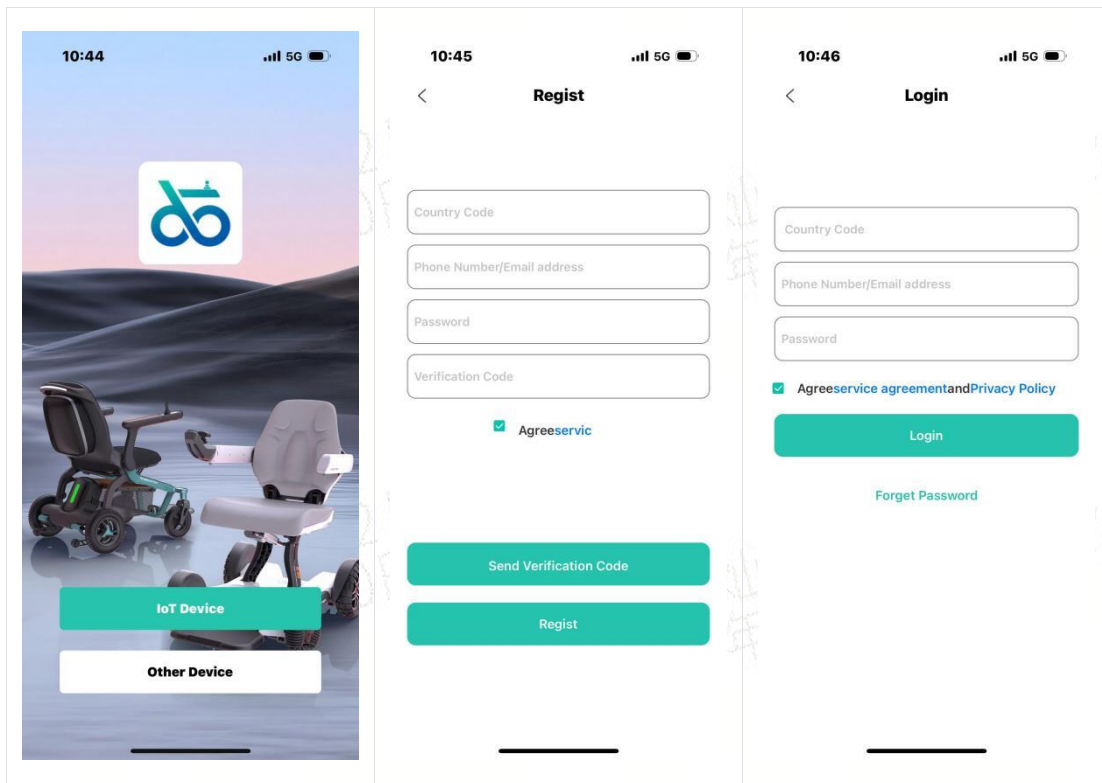 10:44
5G
IoT Device
Other Device
10:45
5G
Regist
Country Code
Phone Number/Email address
Password
Verification Code
Agreeservic
Send Verification Code
Regist
10:46
5G
Login
Country Code
Phone Number/Email address
Password
Agreeservice agreementandPrivacy Policy
Login
Forget Password